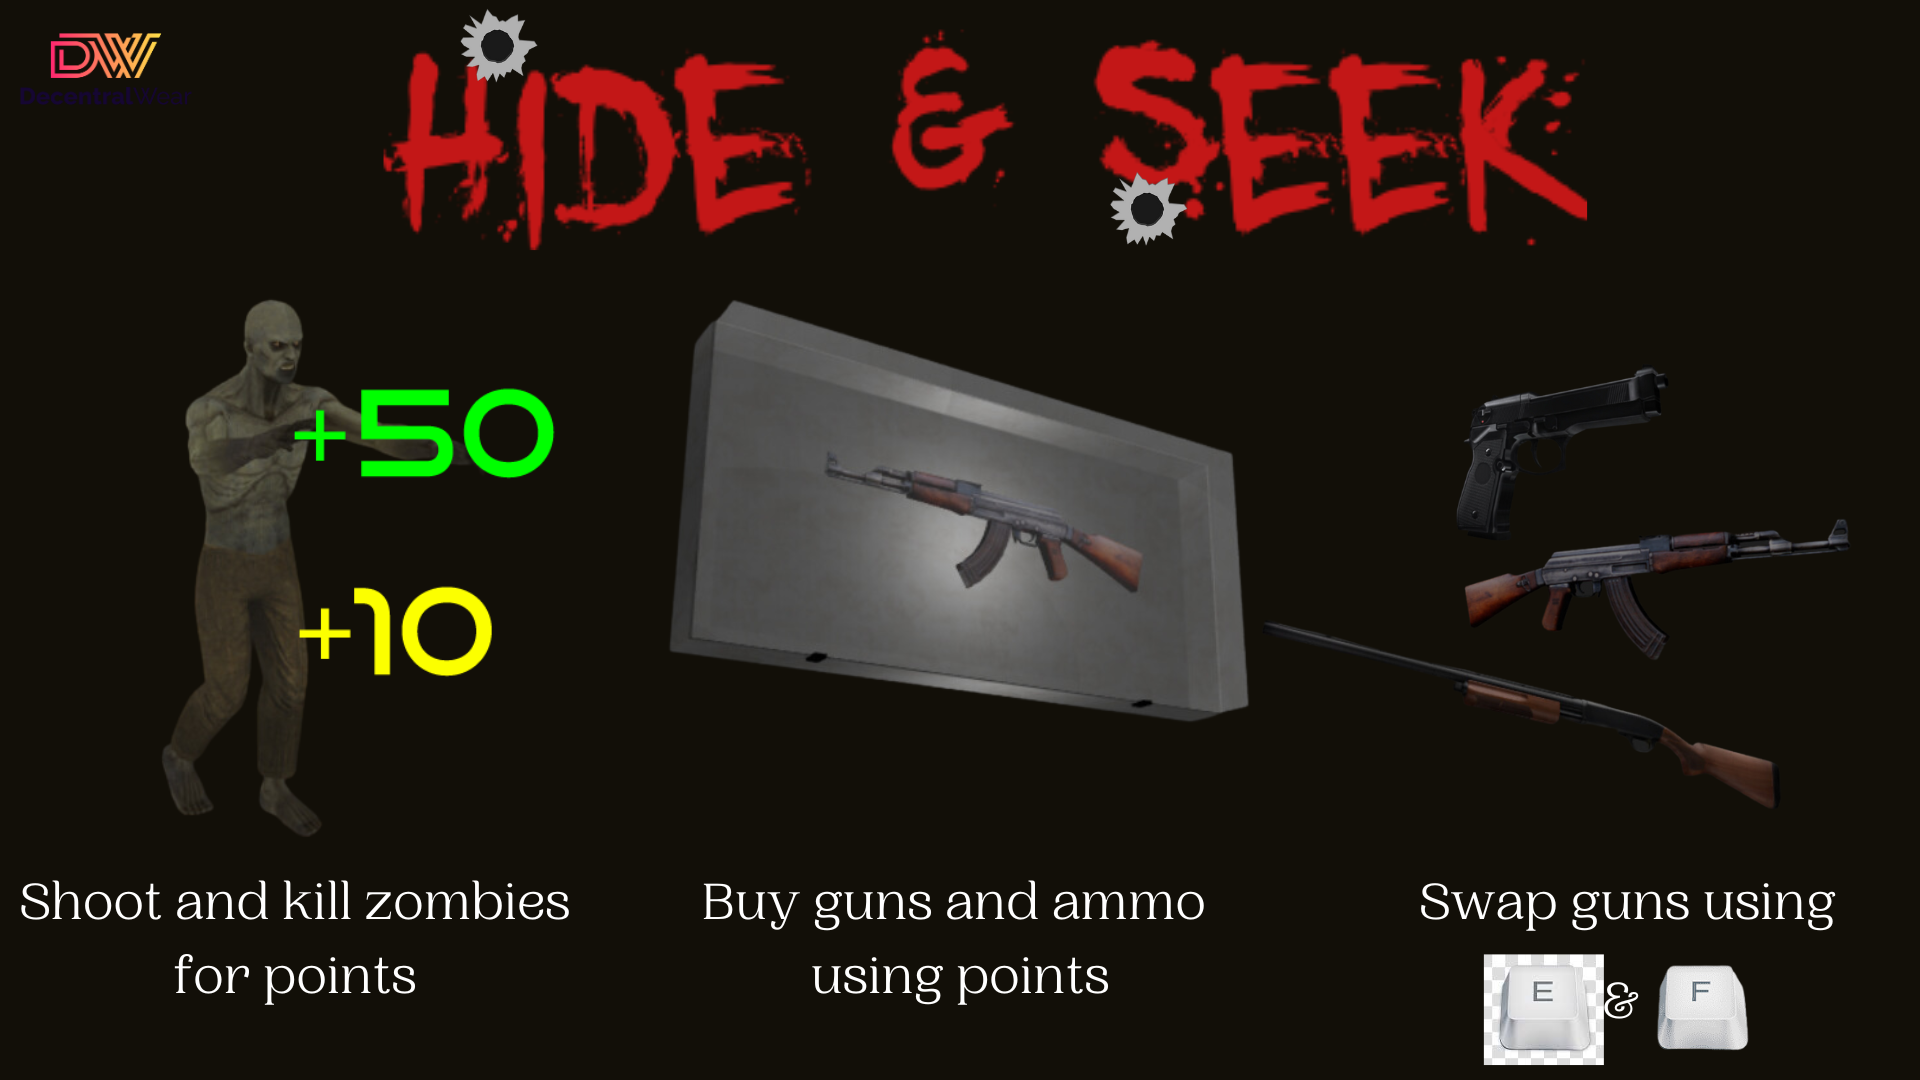 DW
HIDE & SEEK
+50
+10
Shoot and kill zombies
for points
Buy guns and ammo
using points
Swap guns using
E & F